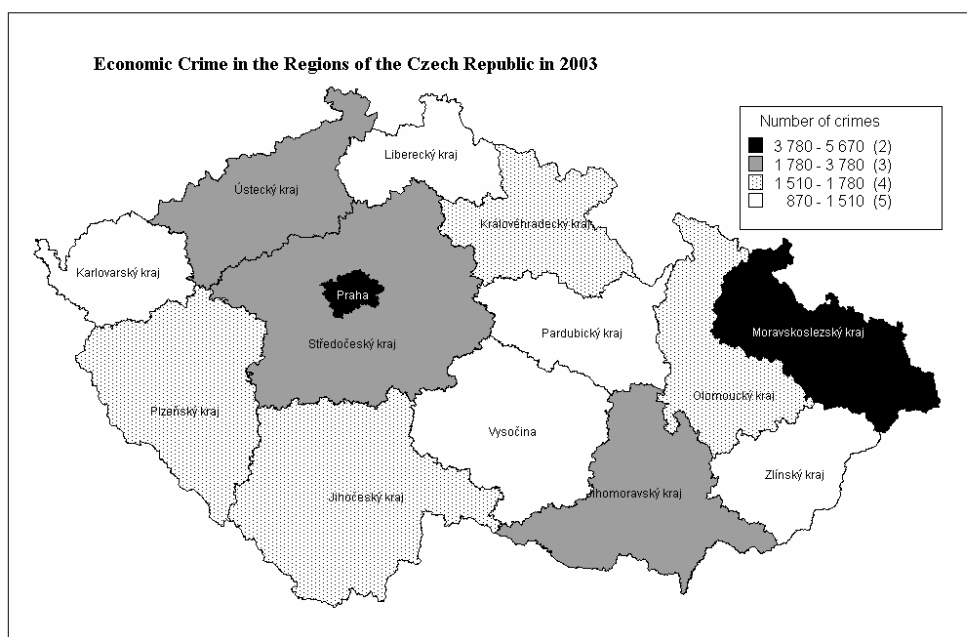 Economic Crime in the Regions of the Czech Republic in 2003
Number of crimes
3 780 - 5 670 (2)
1 780 - 3 780 (3)
1 510 - 1 780 (4)
870 - 1 510 (5)
Liberecký kraj
Ústecký kraj
Královéhradecký kraj
Karlovarský kraj
Praha
Pardubický kraj
Moravskoslezský kraj
Středočeský kraj
Olomoucký kraj
Plzeňský kraj
Vysočina
Zlínský kraj
Jihočeský kraj
ihomoravský kraj